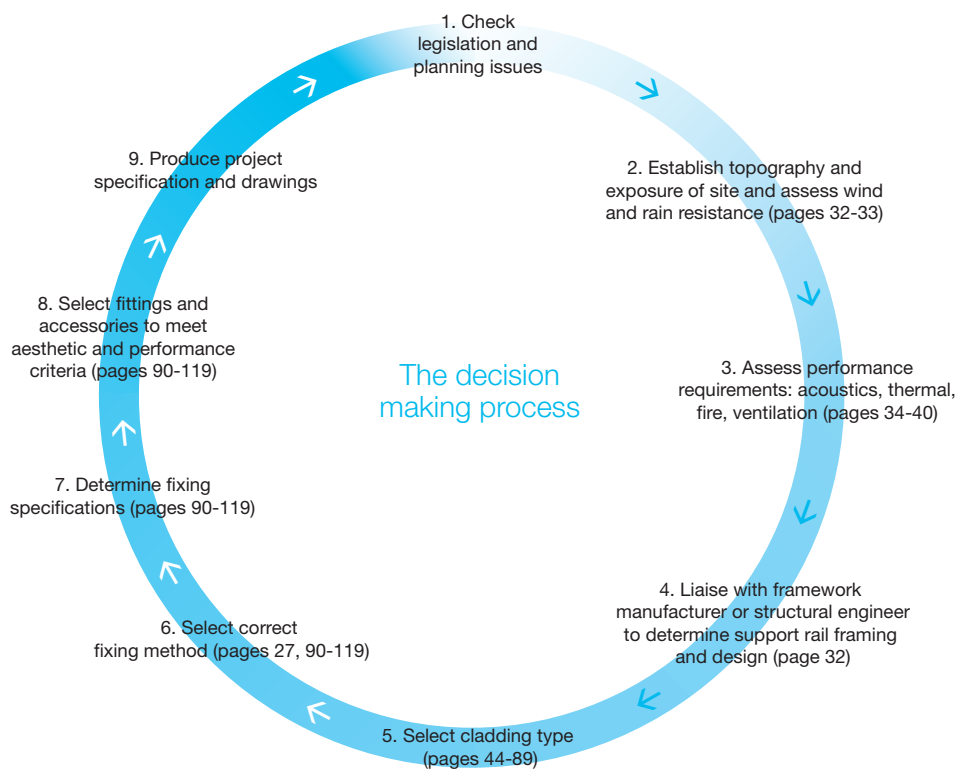 1. Check
legislation and
planning issues
2. Establish topography and
exposure of site and assess wind
and rain resistance (pages 32-33)
3. Assess performance
requirements: acoustics, thermal,
fire, ventilation (pages 34-40)
4. Liaise with framework
manufacturer or structural engineer
to determine support rail framing
and design (page 32)
5. Select cladding type
(pages 44-89)
6. Select correct
fixing method (pages 27, 90-119)
7. Determine fixing
specifications (pages 90-119)
8. Select fittings and
accessories to meet
aesthetic and performance
criteria (pages 90-119)
9. Produce project
specification and drawings
The decision
making process